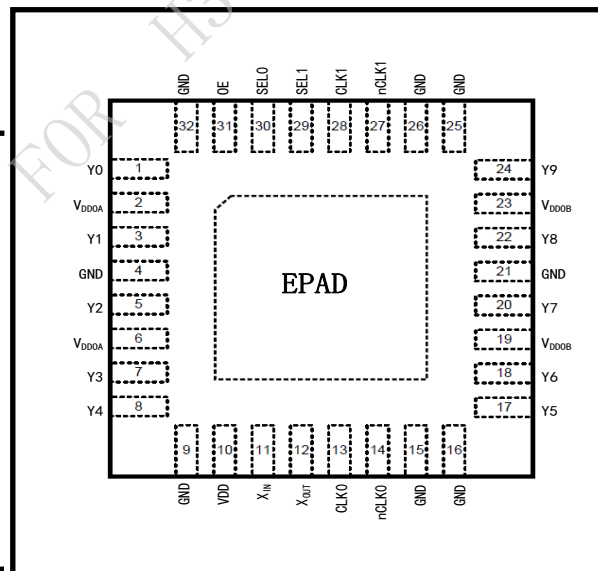 FOR H3
GND OE SEL0 SEL1 CLK1 nCLK1 GND GND
32 31 30 29 28 27 26 25
Y0 1 24 Y9
VDDOA 2 23 VDDOB
Y1 3 22 Y8
GND 4 21 GND
EPAD
Y2 5 20 Y7
VDDOA 6 19 VDDOB
Y3 7 18 Y6
Y4 8 17 Y5
9 10 11 12 13 14 15 16
GND VDD XIN XOUT CLK0 nCLK0 GND GND